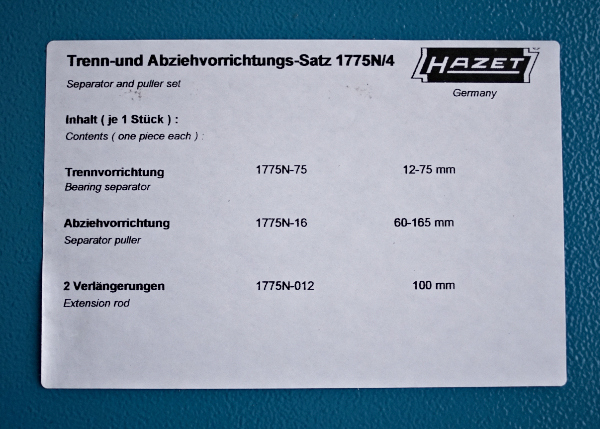 Trenn-und Abziehvorrichtungs-Satz 1775N/4
HAZET
Separator and puller set
Germany
Inhalt ( je 1 Stück ) :
Contents ( one piece each ) :
Trennvorrichtung 1775N-75 12-75 mm
Bearing separator
Abziehvorrichtung 1775N-16 60-165 mm
Separator puller
2 Verlängerungen 1775N-012 100 mm
Extension rod